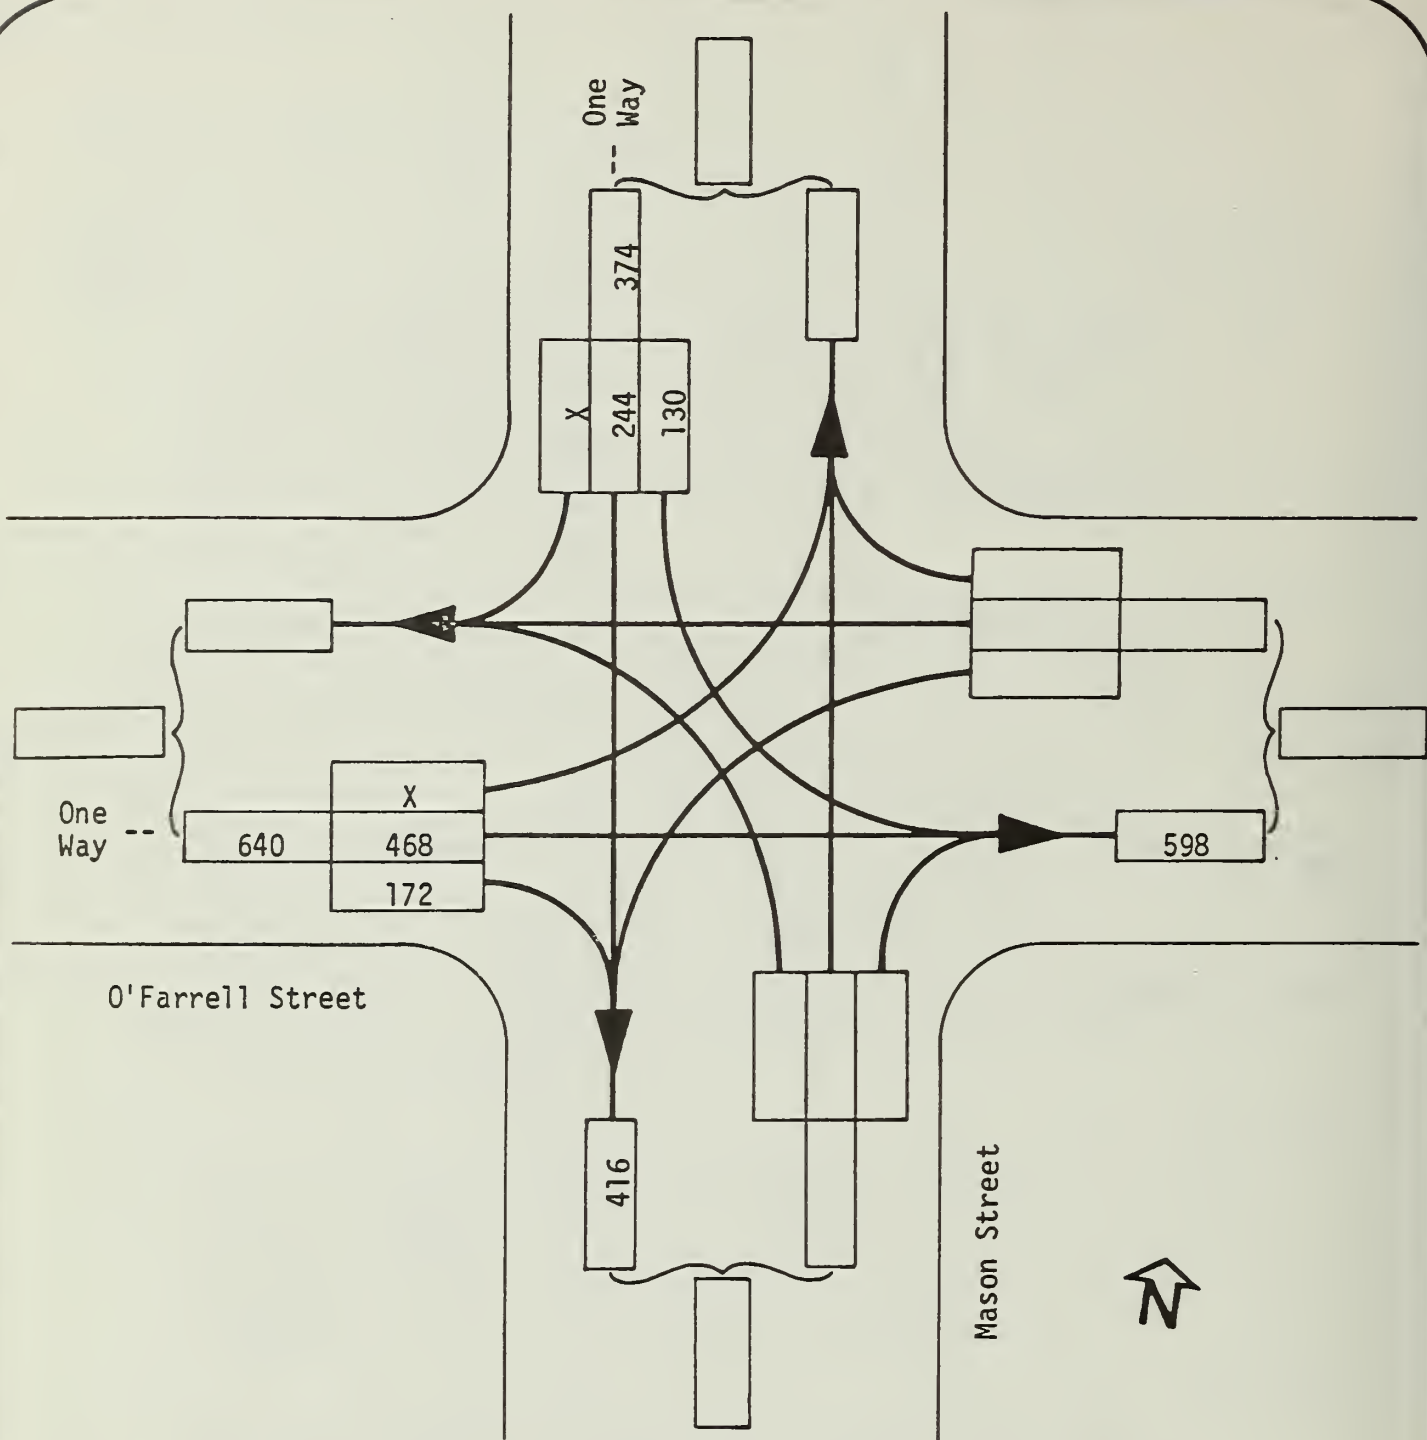 One
Way --
374
X
244
130
X
One
Way --
640
468
598
172
O'Farrell Street
416
Mason Street
N